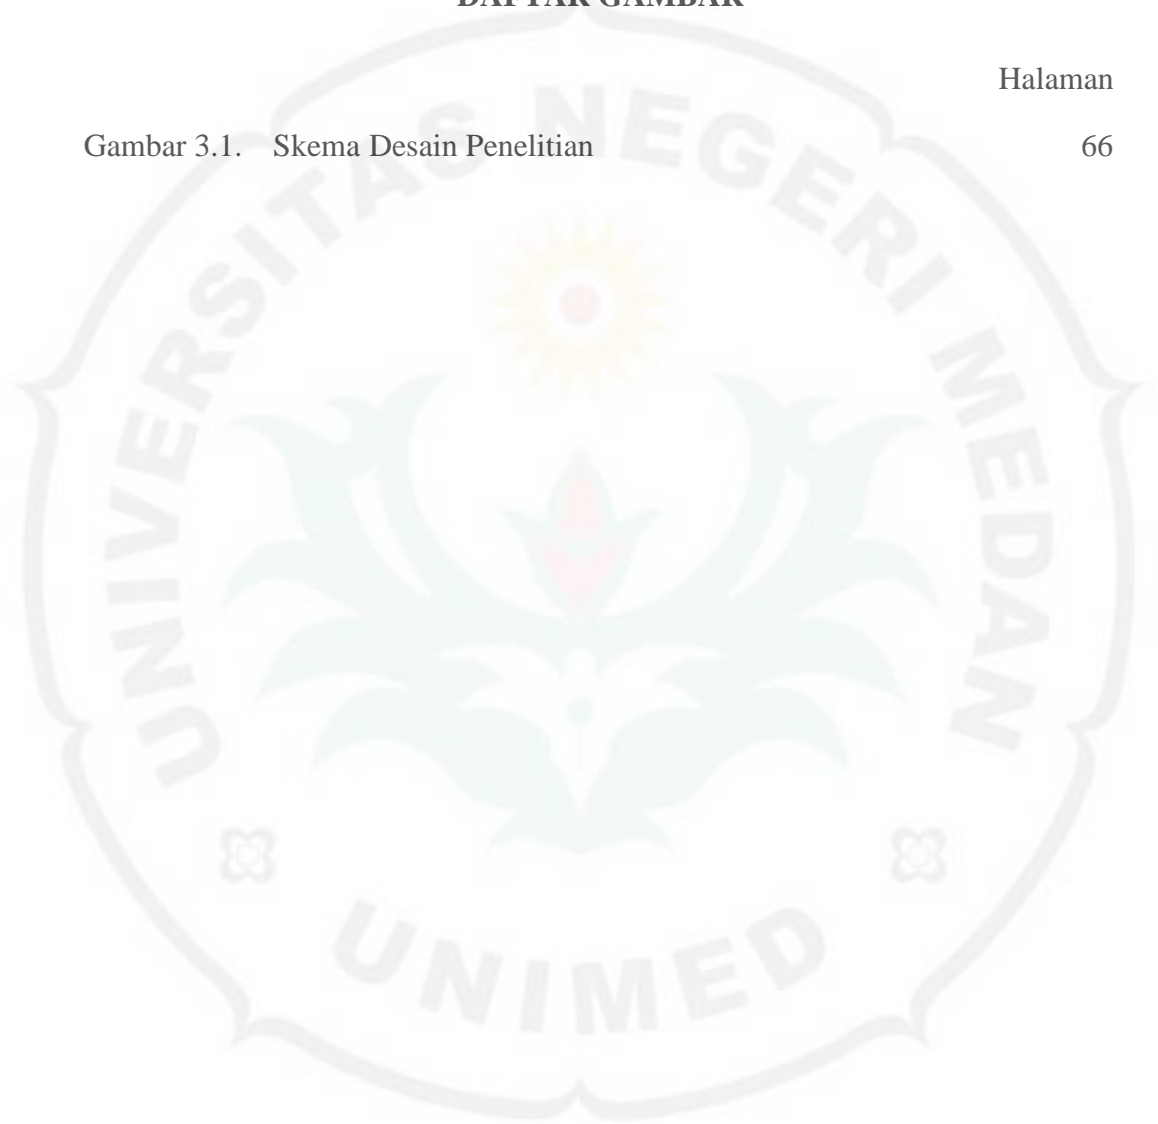 DAFTAR GAMBAR
Halaman
Gambar 3.1. Skema Desain Penelitian 66
UNIVERSITAS NEGERI MEDAN
UNIMED